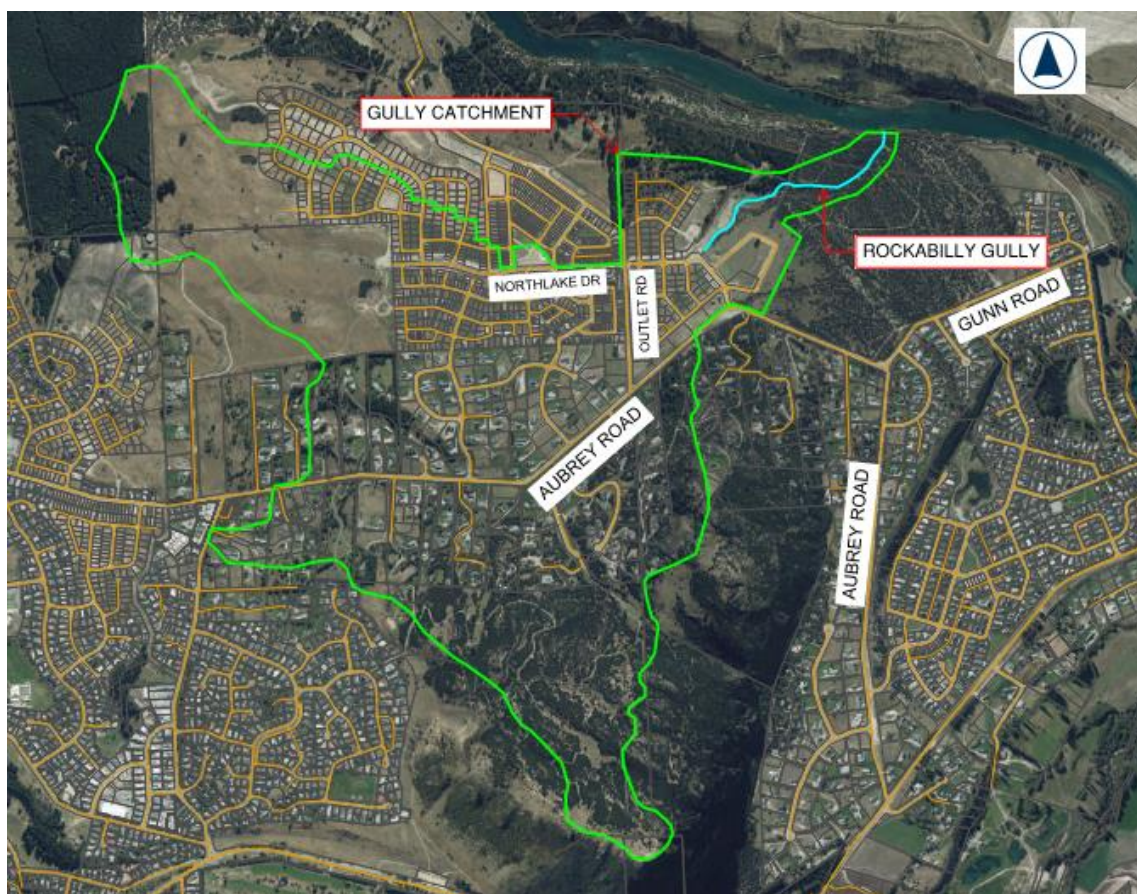 GULLY CATCHMENT
ROCKABILLY GULLY
NORTHLAKE DR
OUTLET RD
GUNN ROAD
AUBREY ROAD
AUBREY ROAD